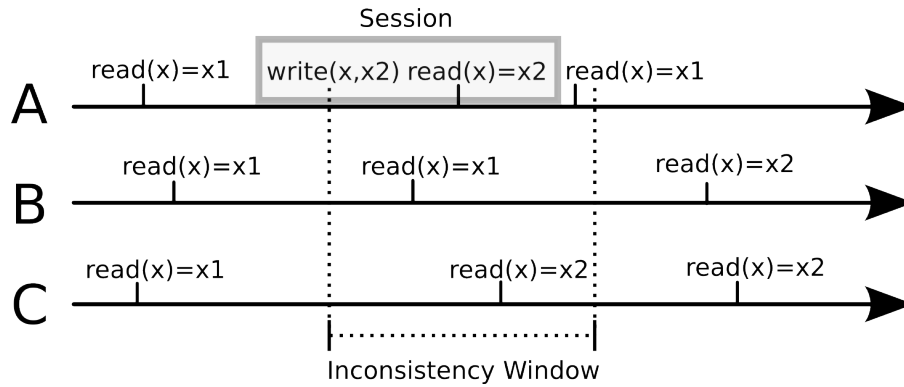 Session
read(x)=x1 write(x,x2) read(x)=x2 read(x)=x1
A
read(x)=x1 read(x)=x1 read(x)=x2
B
read(x)=x1 read(x)=x2 read(x)=x2
C
Inconsistency Window